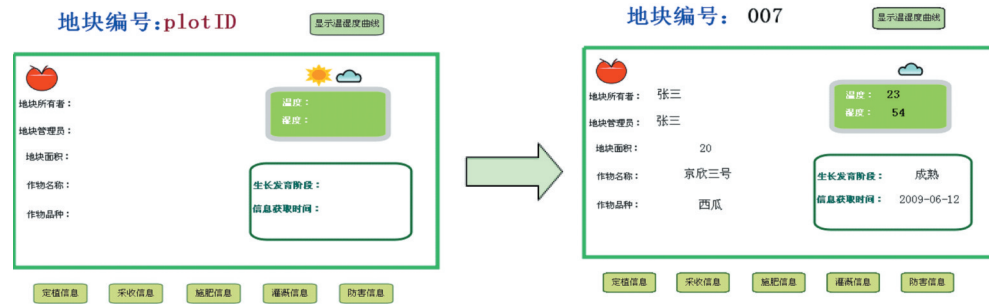 地块编号:plotID
显示温湿度曲线
地块所有者：
地块管理员：
地块面积：
作物名称：
作物品种：
温度：
湿度：
生长发育阶段：
信息获取时间：
定植信息
采收信息
施肥信息
灌溉信息
防害信息
地块编号： 007
显示温湿度曲线
地块所有者： 张三
地块管理员： 张三
地块面积： 20
作物名称： 京欣三号
作物品种： 西瓜
温度： 23
湿度： 54
生长发育阶段： 成熟
信息获取时间： 2009-06-12
定植信息
采收信息
施肥信息
灌溉信息
防害信息